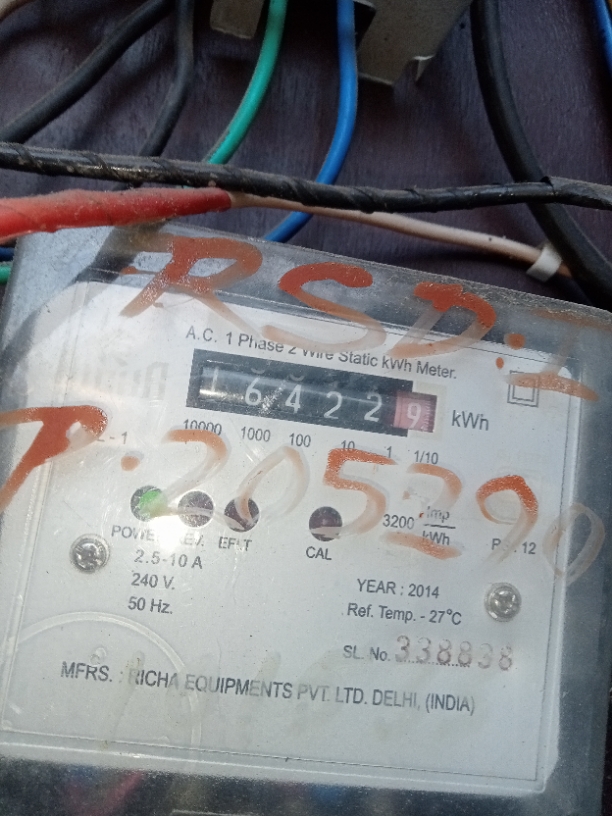 RSD:I
A.C. 1 Phase 2 Wire Static kWh Meter.
164229 kWh
10000 1000 100 10 1 1/10
P.205290
3200 imp/kWh
POWER REV. EFLT CAL
2.5-10 A
240 V.
50 Hz.
YEAR : 2014
Ref. Temp. - 27°C
SL. No. 338838
MFRS. : RICHA EQUIPMENTS PVT. LTD. DELHI, (INDIA)